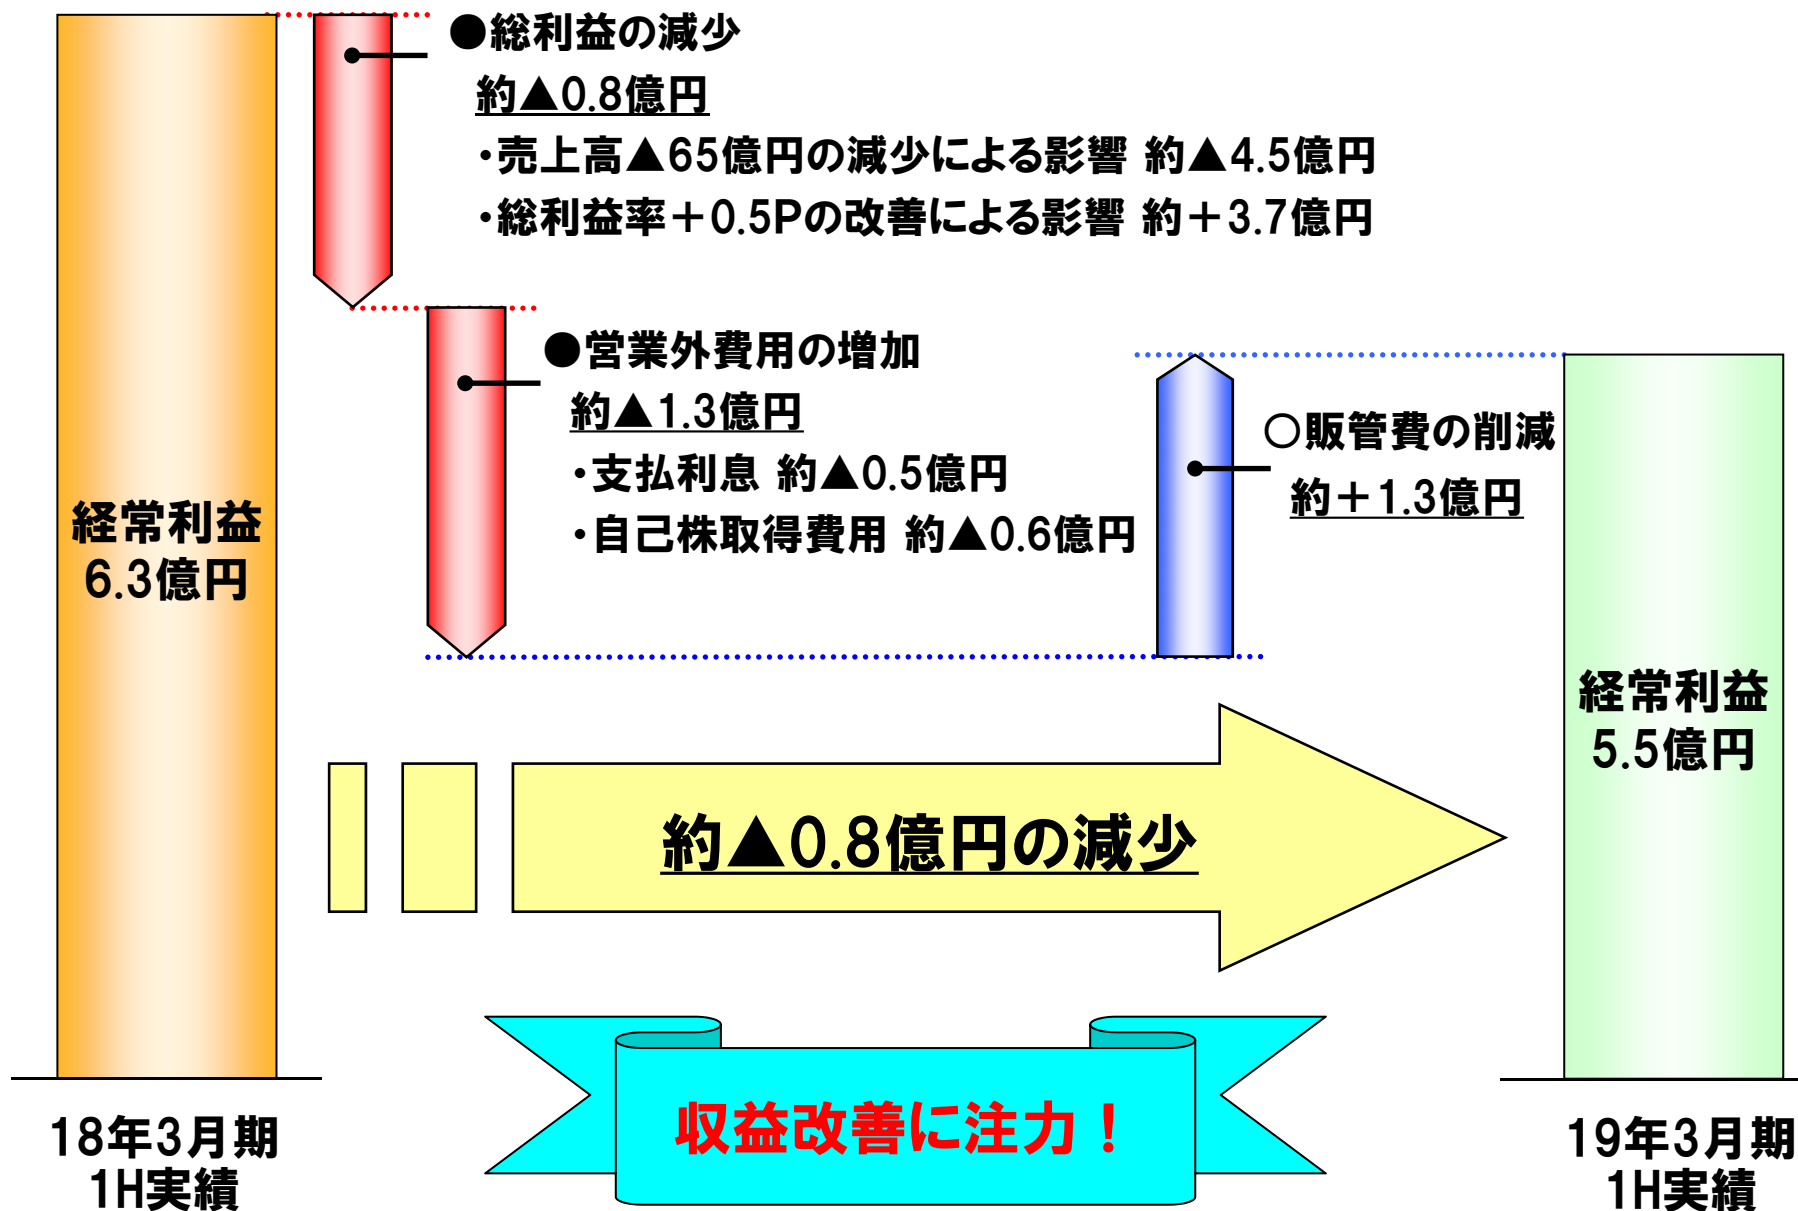 ●総利益の減少
約▲0.8億円
・売上高▲65億円の減少による影響 約▲4.5億円
・総利益率＋0.5Pの改善による影響 約＋3.7億円
●営業外費用の増加
約▲1.3億円
・支払利息 約▲0.5億円
・自己株取得費用 約▲0.6億円
○販管費の削減
約＋1.3億円
経常利益
6.3億円
経常利益
5.5億円
約▲0.8億円の減少
収益改善に注力！
18年3月期
1H実績
19年3月期
1H実績